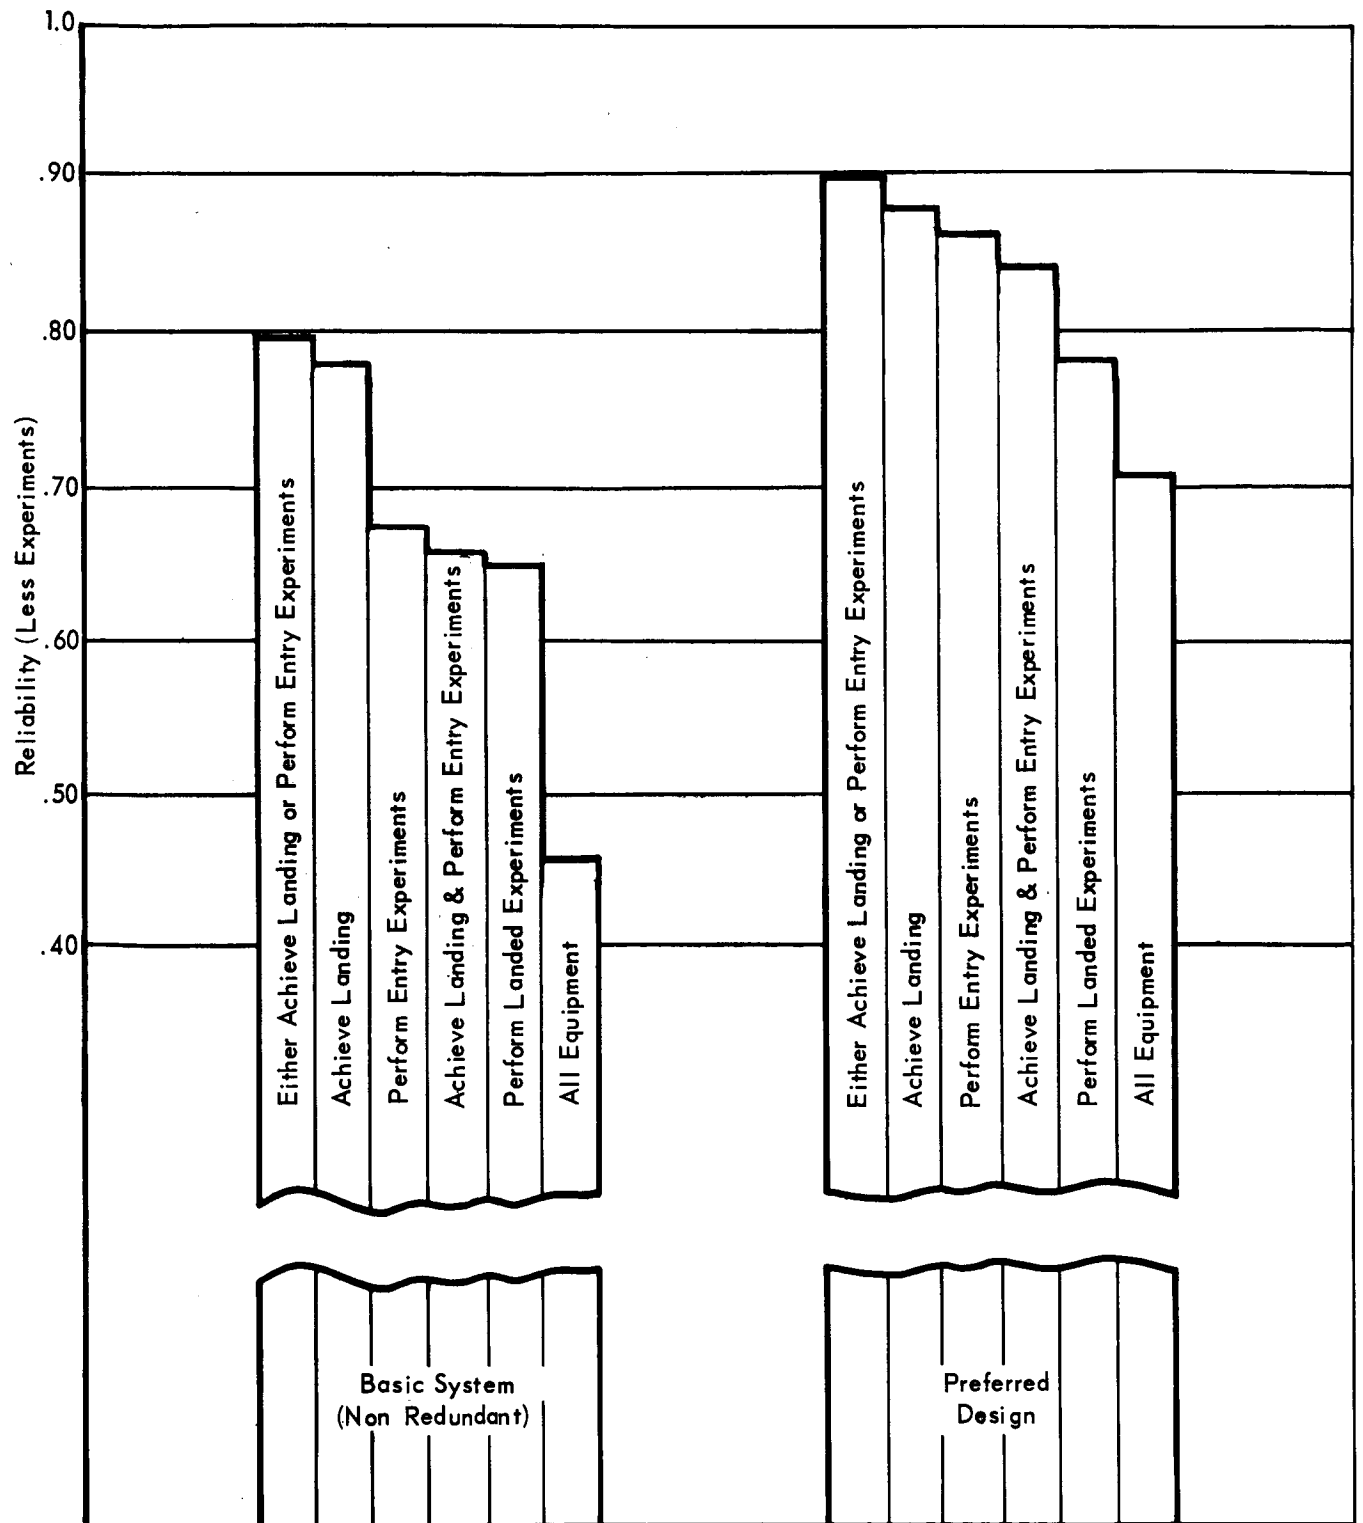 1.0
.90
.80
.70
.60
.50
.40
Reliability (Less Experiments)
Either Achieve Landing or Perform Entry Experiments
Achieve Landing
Perform Entry Experiments
Achieve Landing & Perform Entry Experiments
Perform Landed Experiments
All Equipment
Either Achieve Landing or Perform Entry Experiments
Achieve Landing
Perform Entry Experiments
Achieve Landing & Perform Entry Experiments
Perform Landed Experiments
All Equipment
Basic System
(Non Redundant)
Preferred
Design